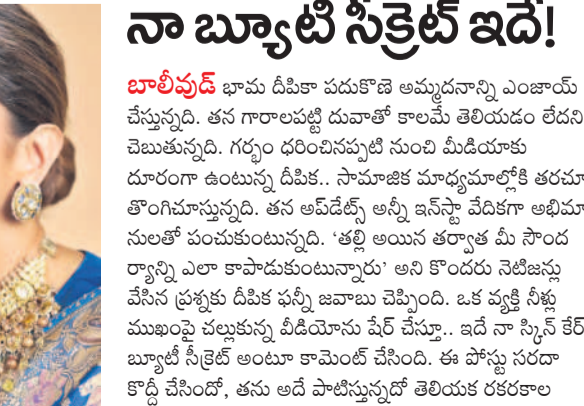 నా బ్యూటీ సీక్రెట్ ఇదే!
బాలీవుడ్ భామ దీపికా పదుకొణె అమ్మదనాన్ని ఎంజాయ్
చేస్తున్నది. తన గారాలపట్టి దువాతో కాలమే తెలియడం లేదని
చెబుతున్నది. గర్భం ధరించినప్పటి నుంచి మీడియాకు
దూరంగా ఉంటున్న దీపిక.. సామాజిక మాధ్యమాల్లోకి తరచూ
తొంగిచూస్తున్నది. తన అప్‌డేట్స్ అన్నీ ఇన్‌స్టా వేదికగా అభిమా
నులతో పంచుకుంటున్నది. ‘తల్లి అయిన తర్వాత మీ సౌంద
ర్యాన్ని ఎలా కాపాడుకుంటున్నారు’ అని కొందరు నెటిజన్లు
వేసిన ప్రశ్నకు దీపిక ఫన్నీ జవాబు చెప్పింది. ఒక వ్యక్తి నీళ్లు
ముఖంపై చల్లుకున్న వీడియోను షేర్ చేస్తూ.. ఇదే నా స్కిన్ కేర్
బ్యూటీ సీక్రెట్ అంటూ కామెంట్ చేసింది. ఈ పోస్టు సరదా
కొద్దీ చేసిందో, తను అదే పాటిస్తున్నదో తెలియక రకరకాల